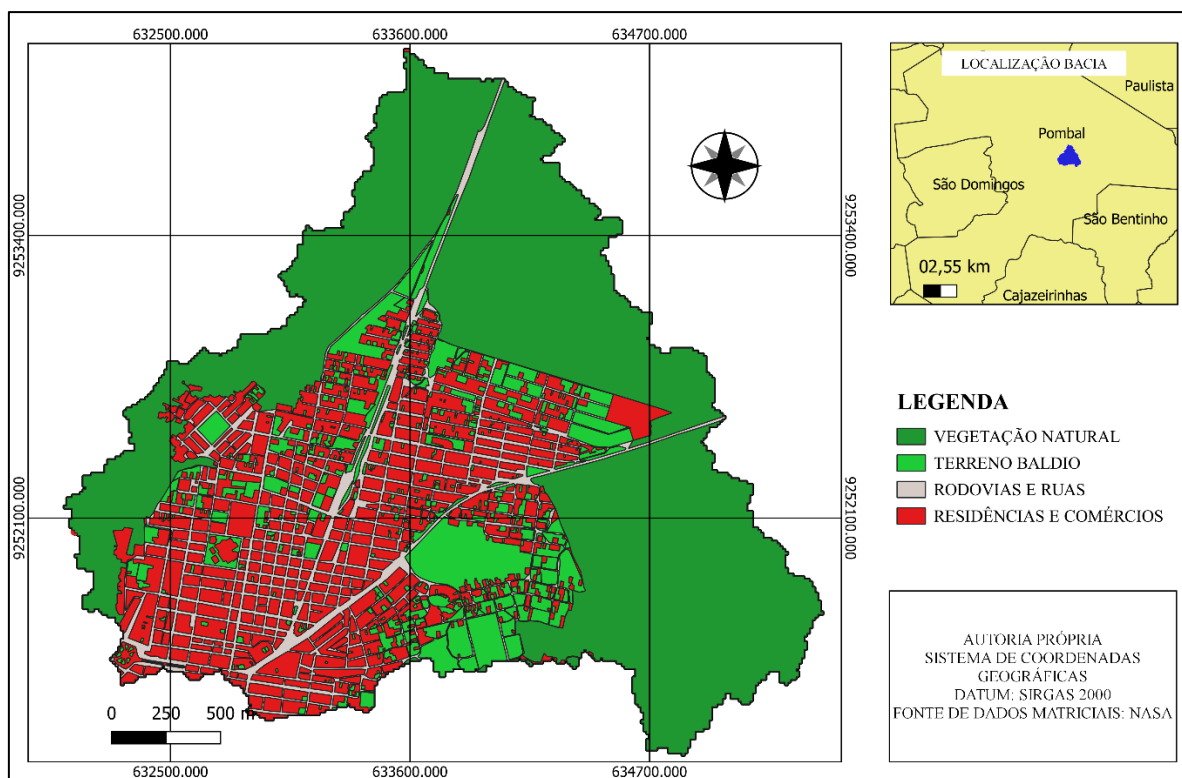 632500.000 633600.000 634700.000
LOCALIZAÇÃO BACIA
Paulista
Pombal
São Domingos
São Bentinho
02,55 km
Cajazeirinhas
9253400.000 9253400.000
9252100.000 9252100.000
LEGENDA
VEGETAÇÃO NATURAL
TERRENO BALDIO
RODOVIAS E RUAS
RESIDÊNCIAS E COMÉRCIOS
0 250 500 m
632500.000 633600.000 634700.000
AUTORIA PRÓPRIA
SISTEMA DE COORDENADAS
GEOGRÁFICAS
DATUM: SIRGAS 2000
FONTE DE DADOS MATRICIAIS: NASA